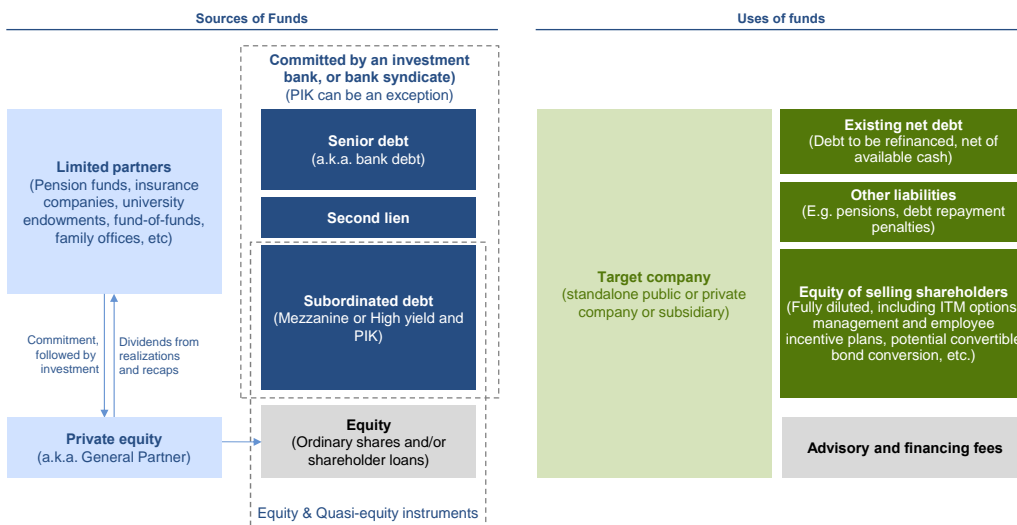 Sources of Funds
Uses of funds
Committed by an investment
bank, or bank syndicate)
(PIK can be an exception)
Limited partners
(Pension funds, insurance
companies, university
endowments, fund-of-funds,
family offices, etc)
Senior debt
(a.k.a. bank debt)
Second lien
Subordinated debt
(Mezzanine or High yield and
PIK)
Commitment,
followed by
investment
Dividends from
realizations
and recaps
Private equity
(a.k.a. General Partner)
Equity
(Ordinary shares and/or
shareholder loans)
Equity & Quasi-equity instruments
Target company
(standalone public or private
company or subsidiary)
Existing net debt
(Debt to be refinanced, net of
available cash)
Other liabilities
(E.g. pensions, debt repayment
penalties)
Equity of selling shareholders
(Fully diluted, including ITM options
management and employee
incentive plans, potential convertible
bond conversion, etc.)
Advisory and financing fees